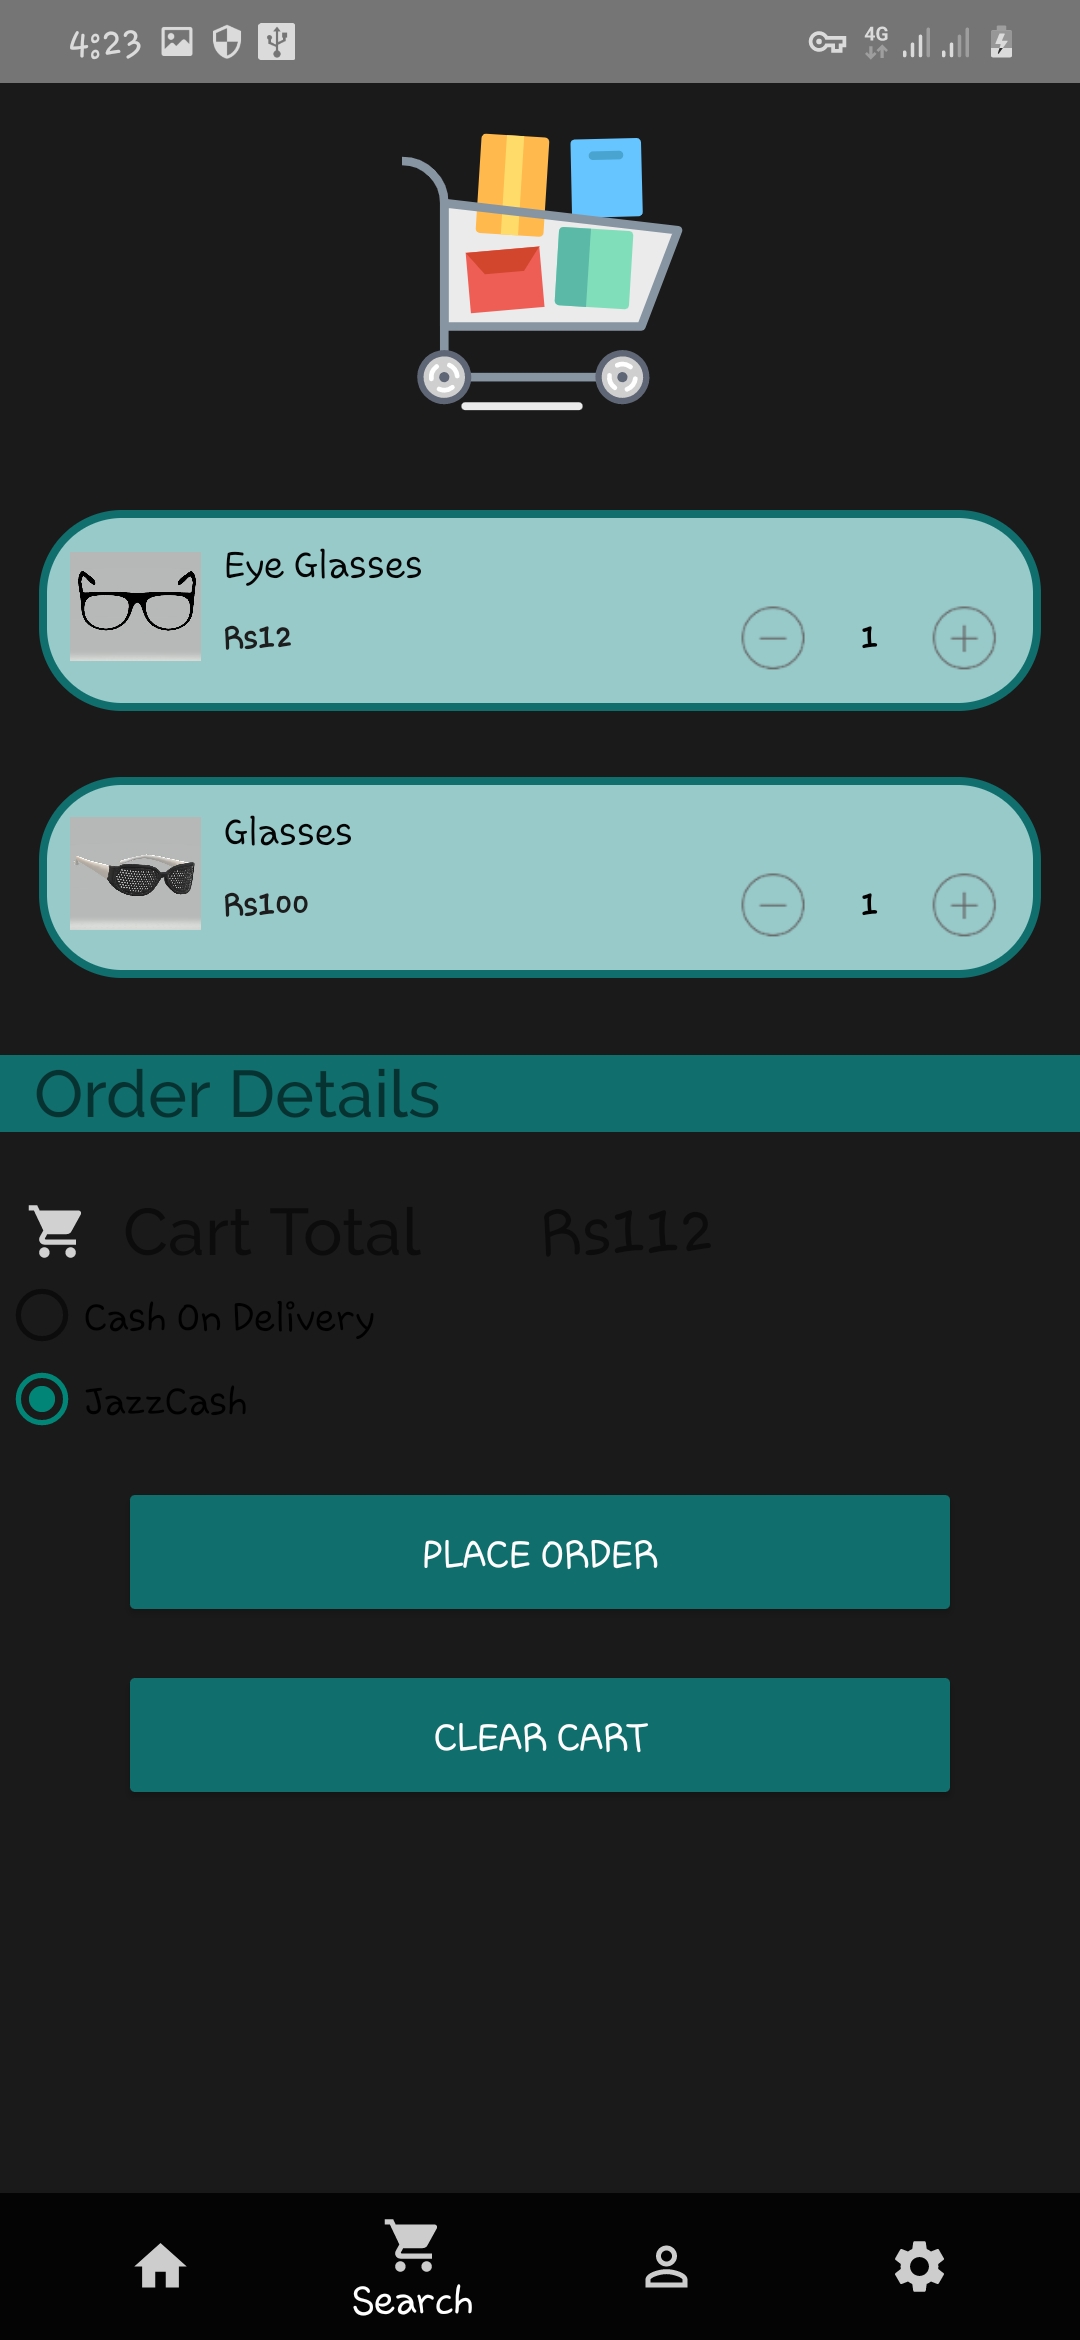 4:23
4G
Eye Glasses
Rs12
1
Glasses
Rs100
1
Order Details
Cart Total Rs112
Cash On Delivery
JazzCash
PLACE ORDER
CLEAR CART
Search